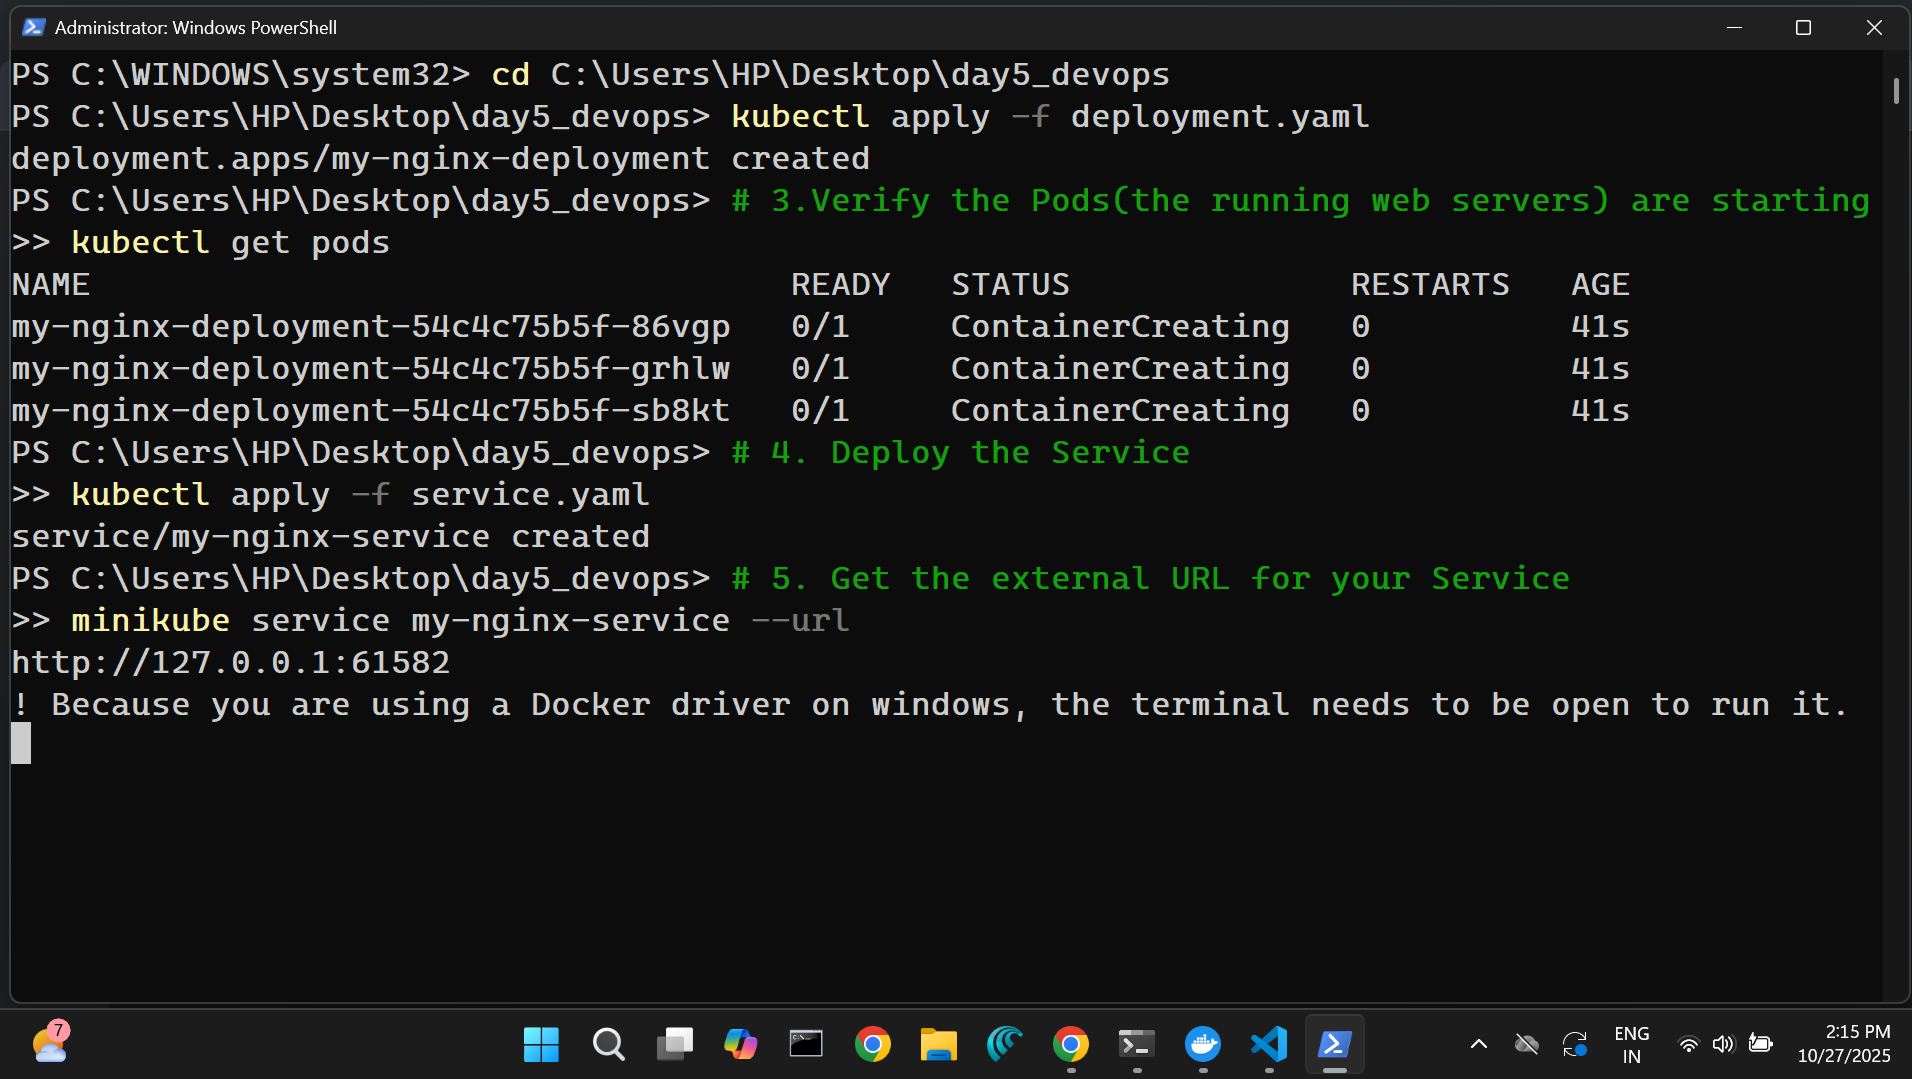 Administrator: Windows PowerShell
PS C:\WINDOWS\system32> cd C:\Users\HP\Desktop\day5_devops
PS C:\Users\HP\Desktop\day5_devops> kubectl apply -f deployment.yaml
deployment.apps/my-nginx-deployment created
PS C:\Users\HP\Desktop\day5_devops> # 3.Verify the Pods(the running web servers) are starting
>> kubectl get pods
NAME READY STATUS RESTARTS AGE
my-nginx-deployment-54c4c75b5f-86vgp 0/1 ContainerCreating 0 41s
my-nginx-deployment-54c4c75b5f-grhlw 0/1 ContainerCreating 0 41s
my-nginx-deployment-54c4c75b5f-sb8kt 0/1 ContainerCreating 0 41s
PS C:\Users\HP\Desktop\day5_devops> # 4. Deploy the Service
>> kubectl apply -f service.yaml
service/my-nginx-service created
PS C:\Users\HP\Desktop\day5_devops> # 5. Get the external URL for your Service
>> minikube service my-nginx-service --url
http://127.0.0.1:61582
! Because you are using a Docker driver on windows, the terminal needs to be open to run it.
7
ENG
IN
2:15 PM
10/27/2025